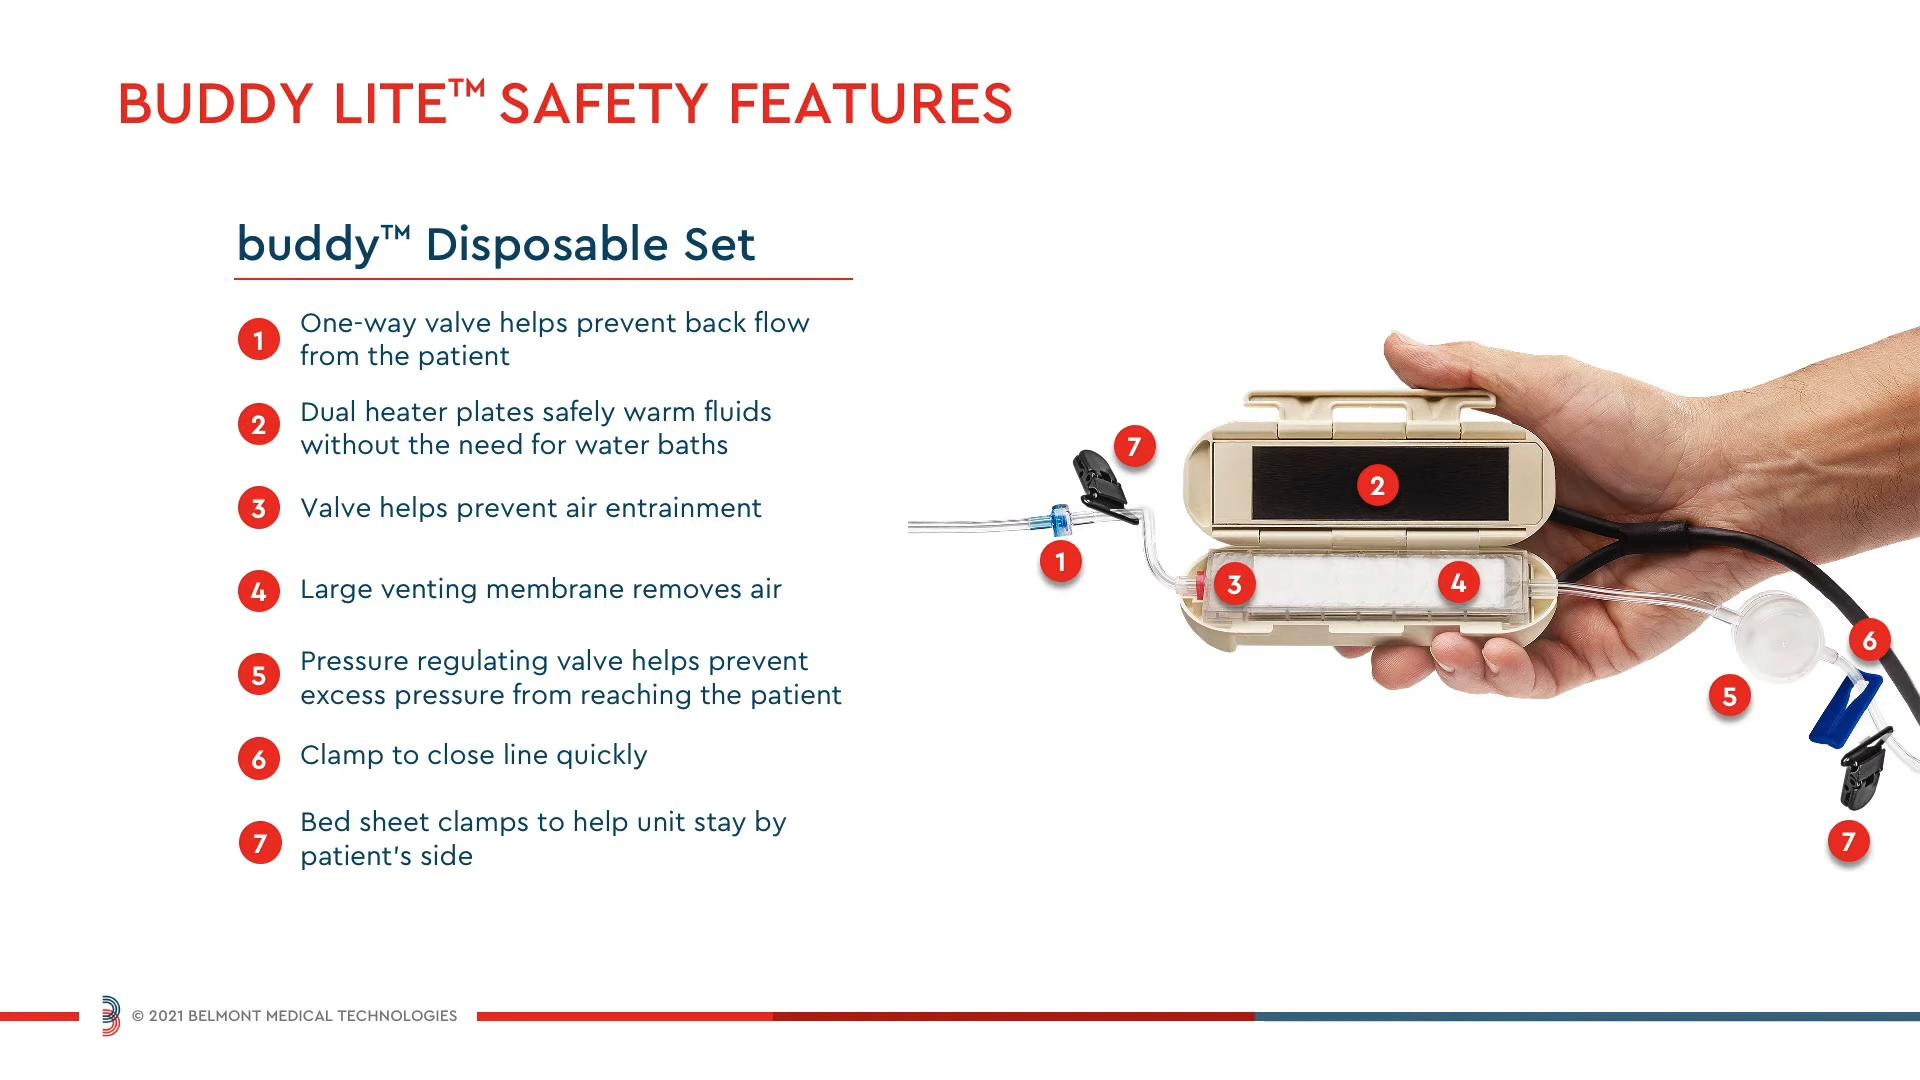 BUDDY LITE™ SAFETY FEATURES
buddy™ Disposable Set
1 One-way valve helps prevent back flow
from the patient
2 Dual heater plates safely warm fluids
without the need for water baths
3 Valve helps prevent air entrainment
4 Large venting membrane removes air
5 Pressure regulating valve helps prevent
excess pressure from reaching the patient
6 Clamp to close line quickly
7 Bed sheet clamps to help unit stay by
patient's side
7
2
1
3
4
6
5
7
© 2021 BELMONT MEDICAL TECHNOLOGIES